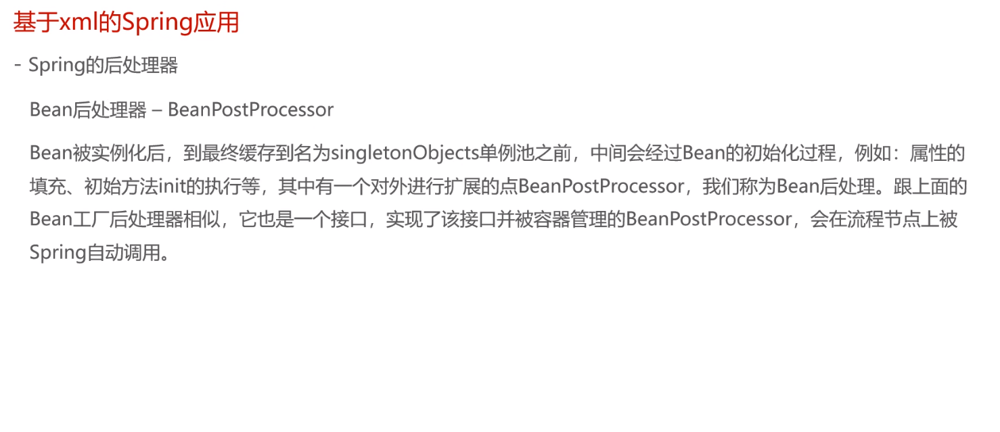 基于xml的Spring应用
- Spring的后处理器
Bean后处理器 – BeanPostProcessor
Bean被实例化后，到最终缓存到名为singletonObjects单例池之前，中间会经过Bean的初始化过程，例如：属性的
填充、初始方法init的执行等，其中有一个对外进行扩展的点BeanPostProcessor，我们称为Bean后处理。跟上面的
Bean工厂后处理器相似，它也是一个接口，实现了该接口并被容器管理的BeanPostProcessor，会在流程节点上被
Spring自动调用。